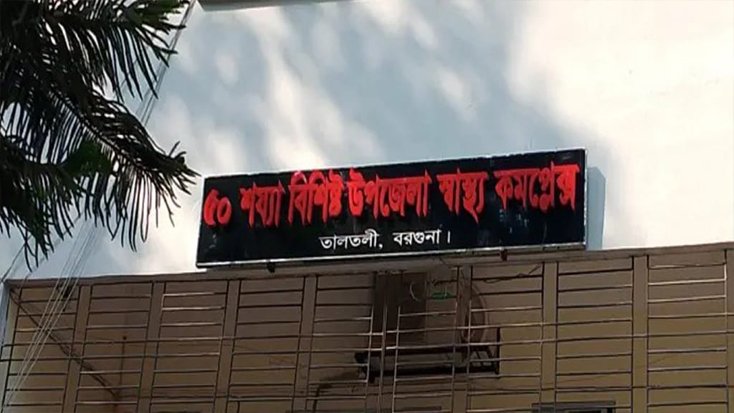 ৫০ শয্যা বিশিষ্ট উপজেলা স্বাস্থ্য কমপ্লেক্স
তালতলী, বরগুনা।